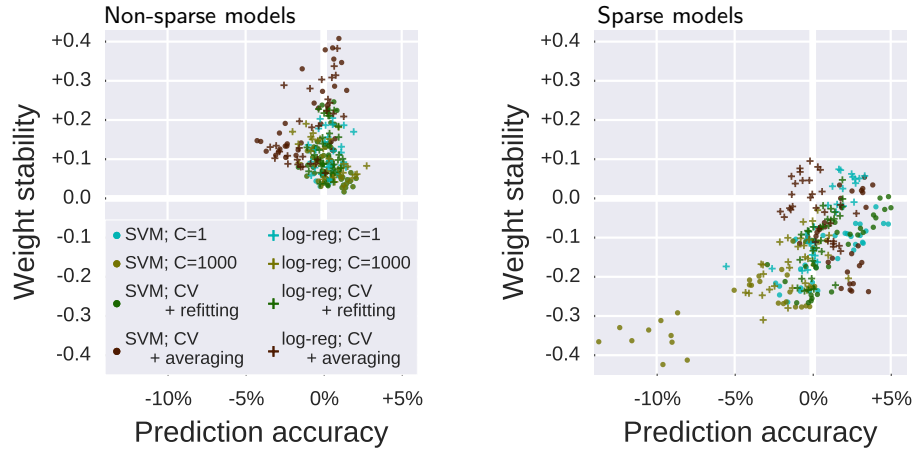 Non-sparse models
+0.4
+0.3
+0.2
+0.1
0.0
-0.1
-0.2
-0.3
-0.4
Weight stability
SVM; C=1
SVM; C=1000
SVM; CV
+ refitting
SVM; CV
+ averaging
log-reg; C=1
log-reg; C=1000
log-reg; CV
+ refitting
log-reg; CV
+ averaging
-10% -5% 0% +5%
Prediction accuracy
Sparse models
+0.4
+0.3
+0.2
+0.1
0.0
-0.1
-0.2
-0.3
-0.4
Weight stability
-10% -5% 0% +5%
Prediction accuracy